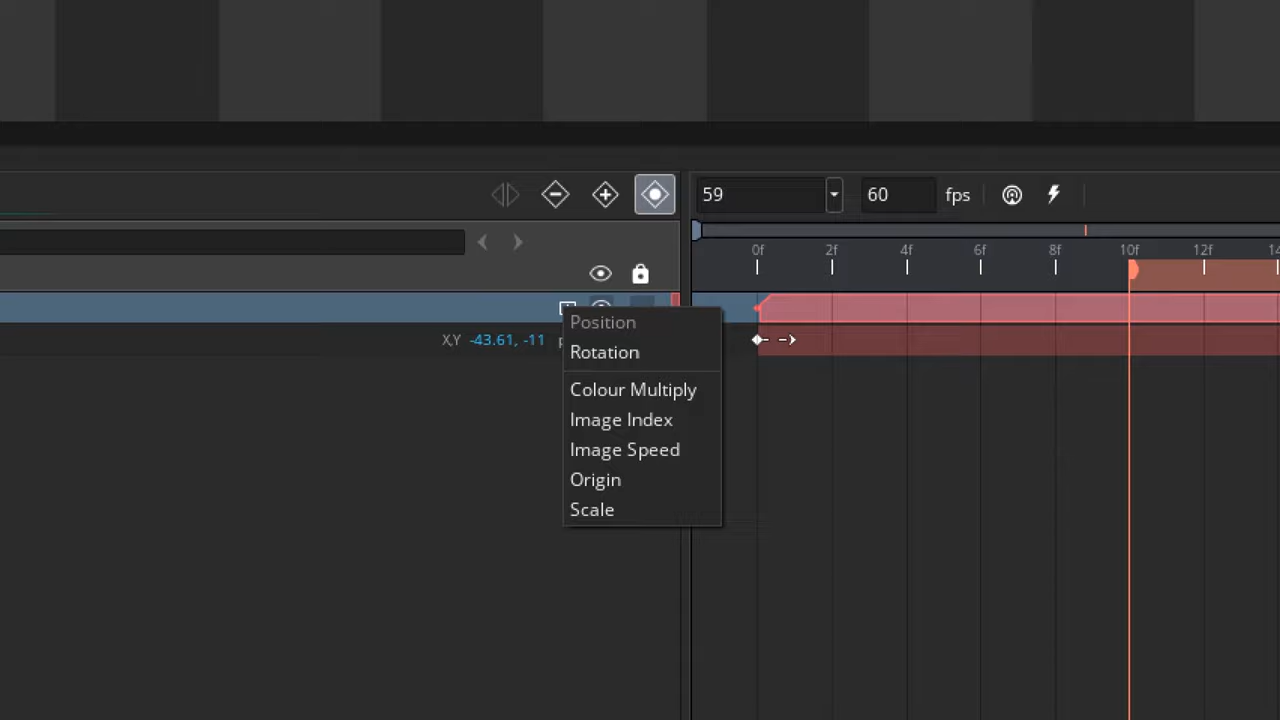 59 60 fps
0f 2f 4f 6f 8f 10f 12f
X,Y -43.61, -11
Position
Rotation
Colour Multiply
Image Index
Image Speed
Origin
Scale